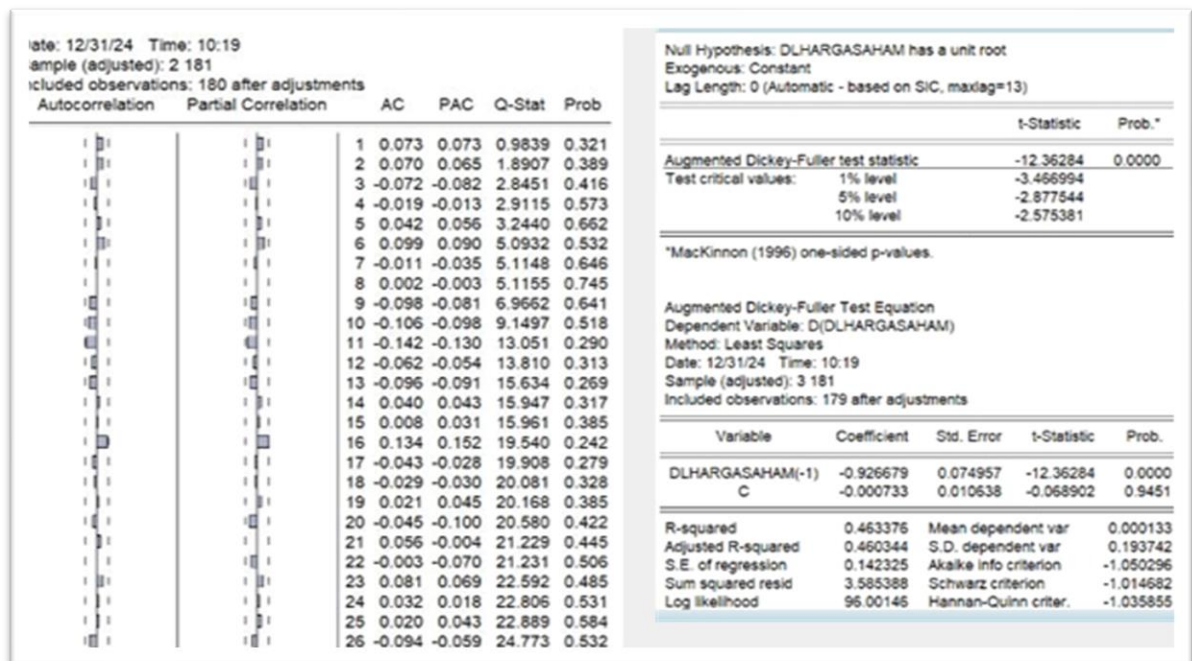 ate: 12/31/24 Time: 10:19
ample (adjusted): 2 181
cluded observations: 180 after adjustments
Autocorrelation Partial Correlation AC PAC Q-Stat Prob
1 0.073 0.073 0.9839 0.321
2 0.070 0.065 1.8907 0.389
3 -0.072 -0.082 2.8451 0.416
4 -0.019 -0.013 2.9115 0.573
5 0.042 0.056 3.2440 0.662
6 0.099 0.090 5.0932 0.532
7 -0.011 -0.035 5.1148 0.646
8 0.002 -0.003 5.1155 0.745
9 -0.098 -0.081 6.9662 0.641
10 -0.106 -0.098 9.1497 0.518
11 -0.142 -0.130 13.051 0.290
12 -0.062 -0.054 13.810 0.313
13 -0.096 -0.091 15.634 0.269
14 0.040 0.043 15.947 0.317
15 0.008 0.031 15.961 0.385
16 0.134 0.152 19.540 0.242
17 -0.043 -0.028 19.908 0.279
18 -0.029 -0.030 20.081 0.328
19 0.021 0.045 20.168 0.385
20 -0.045 -0.100 20.580 0.422
21 0.056 -0.004 21.229 0.445
22 -0.003 -0.070 21.231 0.506
23 0.081 0.069 22.592 0.485
24 0.032 0.018 22.806 0.531
25 0.020 0.043 22.889 0.584
26 -0.094 -0.059 24.773 0.532
Null Hypothesis: DLHARGASAHAM has a unit root
Exogenous: Constant
Lag Length: 0 (Automatic - based on SIC, maxlag=13)
t-Statistic Prob.*
Augmented Dickey-Fuller test statistic -12.36284 0.0000
Test critical values: 1% level -3.466994
5% level -2.877544
10% level -2.575381
*MacKinnon (1996) one-sided p-values.
Augmented Dickey-Fuller Test Equation
Dependent Variable: D(DLHARGASAHAM)
Method: Least Squares
Date: 12/31/24 Time: 10:19
Sample (adjusted): 3 181
Included observations: 179 after adjustments
Variable Coefficient Std. Error t-Statistic Prob.
DLHARGASAHAM(-1) -0.926679 0.074957 -12.36284 0.0000
C -0.000733 0.010638 -0.068902 0.9451
R-squared 0.463376 Mean dependent var 0.000133
Adjusted R-squared 0.460344 S.D. dependent var 0.193742
S.E. of regression 0.142325 Akaike info criterion -1.050296
Sum squared resid 3.585388 Schwarz criterion -1.014682
Log likelihood 96.00146 Hannan-Quinn criter. -1.035855